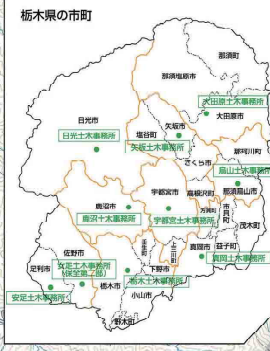 栃木県の市町
那須町
那須塩原市
大田原土木事務所
大田原市
日光市
日光土木事務所
塩谷町
矢板市
矢板土木事務所
那珂川町
さくら市
烏山土木事務所
那須烏山市
宇都宮市
高根沢町
鹿沼市
鹿沼土木事務所
宇都宮土木事務所
芳賀町
市貝町
茂木町
壬生町
上三川町
真岡市
益子町
真岡土木事務所
佐野市
安足土木事務所
(保全第二部)
足利市
安足土木事務所
栃木市
栃木土木事務所
下野市
小山市
野木町